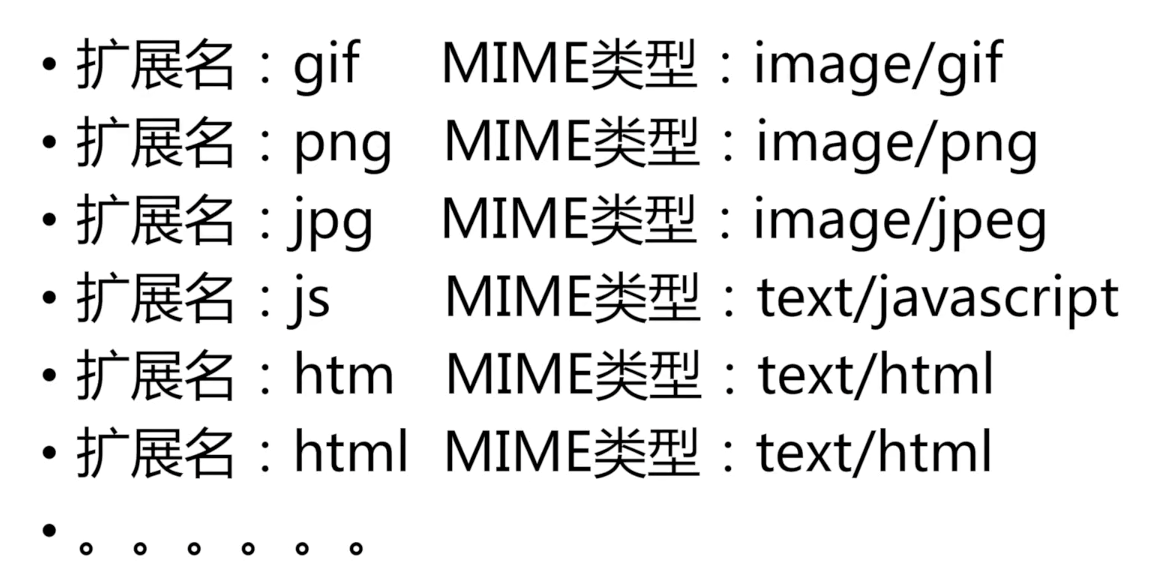 • 扩展名：gif MIME类型：image/gif
• 扩展名：png MIME类型：image/png
• 扩展名：jpg MIME类型：image/jpeg
• 扩展名：js MIME类型：text/javascript
• 扩展名：htm MIME类型：text/html
• 扩展名：html MIME类型：text/html
• 。。。。。。